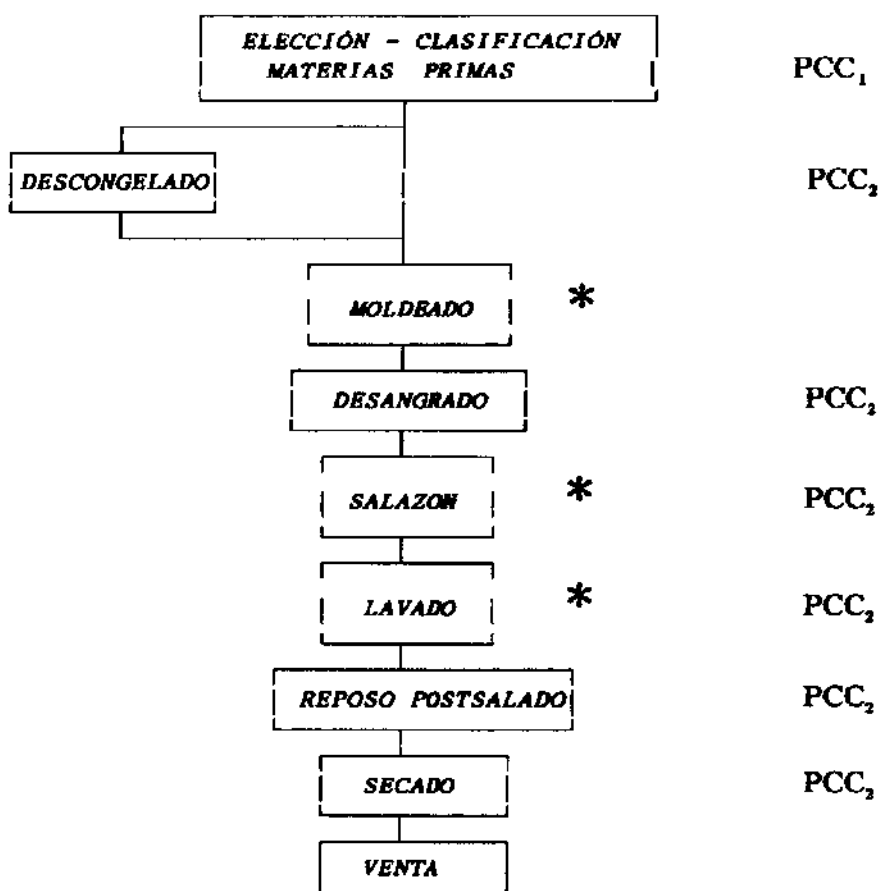 ELECCIÓN - CLASIFICACIÓN
MATERIAS PRIMAS
PCC₁
DESCONGELADO
PCC₂
MOLDEADO *
DESANGRADO
PCC₂
SALAZON *
PCC₂
LAVADO *
PCC₂
REPOSO POSTSALADO
PCC₂
SECADO
PCC₂
VENTA